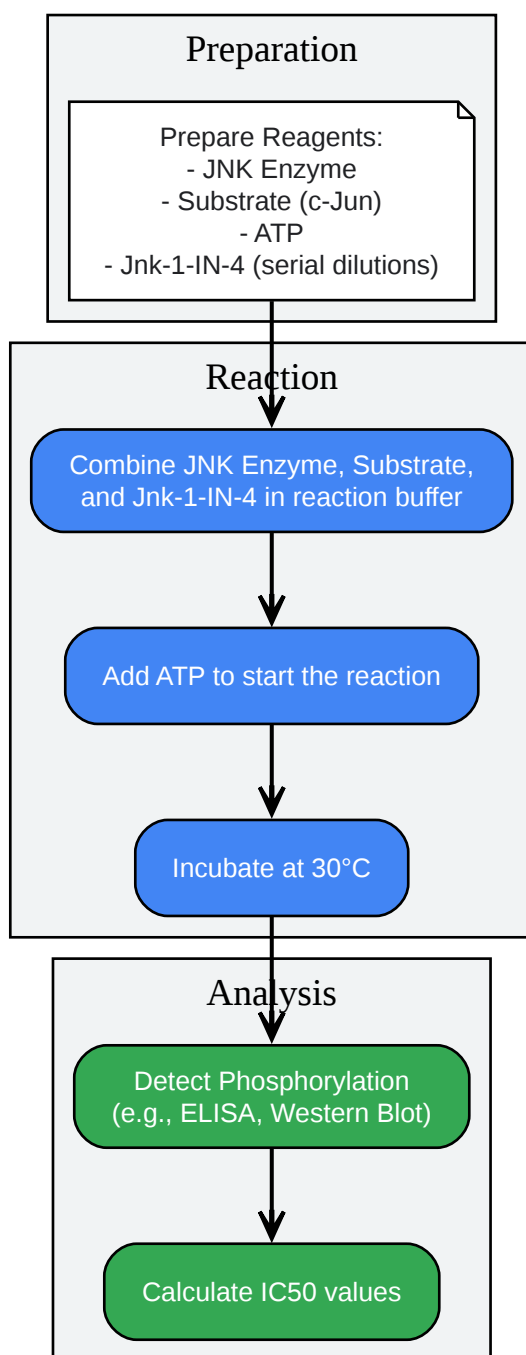 Preparation
Prepare Reagents:
- JNK Enzyme
- Substrate (c-Jun)
- ATP
- Jnk-1-IN-4 (serial dilutions)
Reaction
Combine JNK Enzyme, Substrate,
and Jnk-1-IN-4 in reaction buffer
Add ATP to start the reaction
Incubate at 30°C
Analysis
Detect Phosphorylation
(e.g., ELISA, Western Blot)
Calculate IC50 values